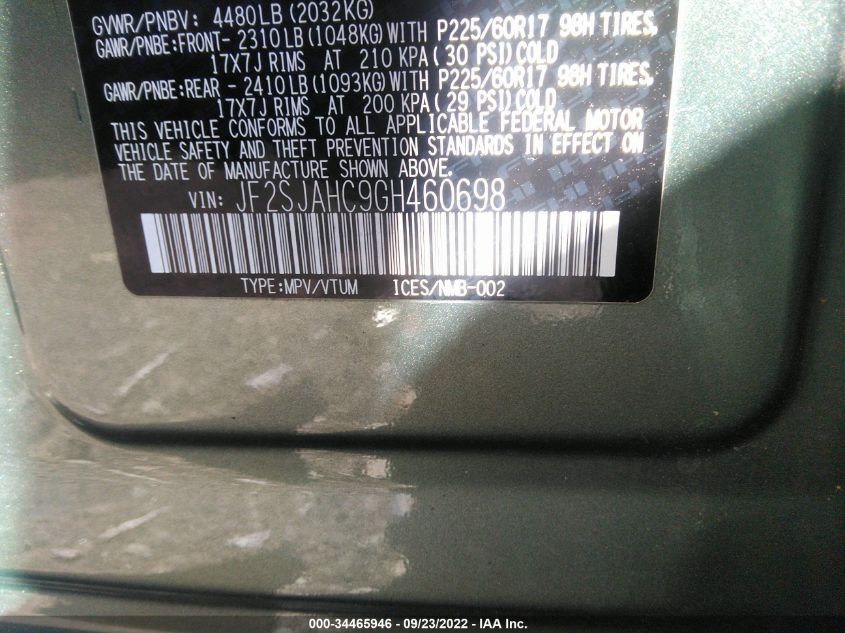 GVWR/PNBV: 4480LB (2032KG)
GAWR/PNBE:FRONT- 2310LB(1048KG)WITH P225/60R17 98H TIRES,
17X7J RIMS AT 210 KPA( 30 PSI)COLD
GAWR/PNBE:REAR - 2410LB(1093KG)WITH P225/60R17 98H TIRES,
17X7J RIMS AT 200 KPA( 29 PSI)COLD
THIS VEHICLE CONFORMS TO ALL APPLICABLE FEDERAL MOTOR
VEHICLE SAFETY AND THEFT PREVENTION STANDARDS IN EFFECT ON
THE DATE OF MANUFACTURE SHOWN ABOVE.
VIN: JF2SJAHC9GH460698
TYPE:MPV/VTUM ICES/NMB-002
000-34465946 - 09/23/2022 - IAA Inc.